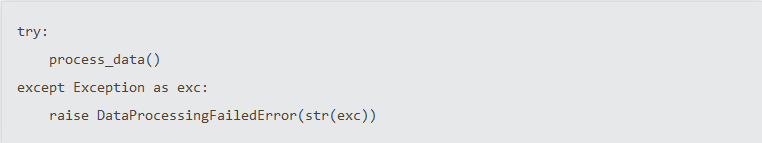 try:
    process_data()
except Exception as exc:
    raise DataProcessingFailedError(str(exc))